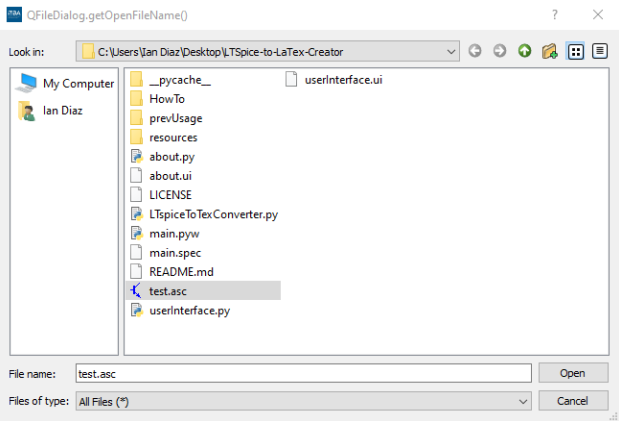 ITBA QFileDialog.getOpenFileName()
Look in: C:\Users\Ian Diaz\Desktop\LTSpice-to-LaTex-Creator
My Computer
Ian Diaz
__pycache__
HowTo
prevUsage
resources
about.py
about.ui
LICENSE
LTspiceToTexConverter.py
main.pyw
main.spec
README.md
test.asc
userInterface.py
userInterface.ui
File name: test.asc Open
Files of type: All Files (*) Cancel